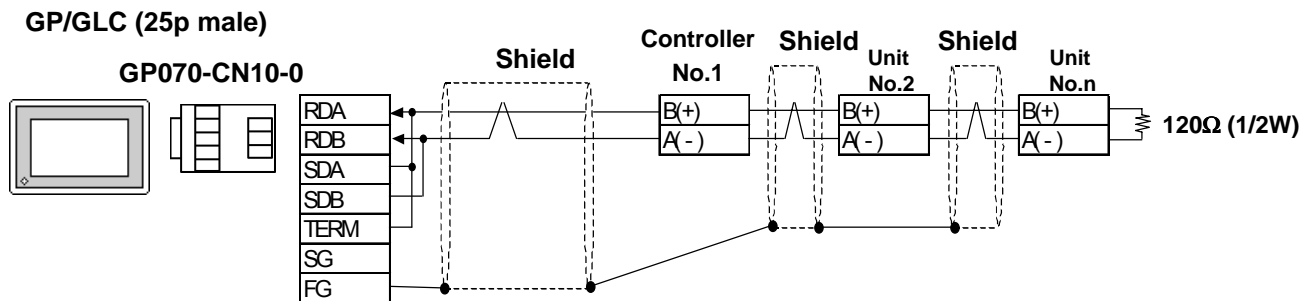 GP/GLC (25p male)
GP070-CN10-0
Shield
Controller
No.1
Shield
Unit
No.2
Shield
Unit
No.n
RDA
RDB
SDA
SDB
TERM
SG
FG
B(+)
A(-)
B(+)
A(-)
B(+)
A(-)
120Ω (1/2W)